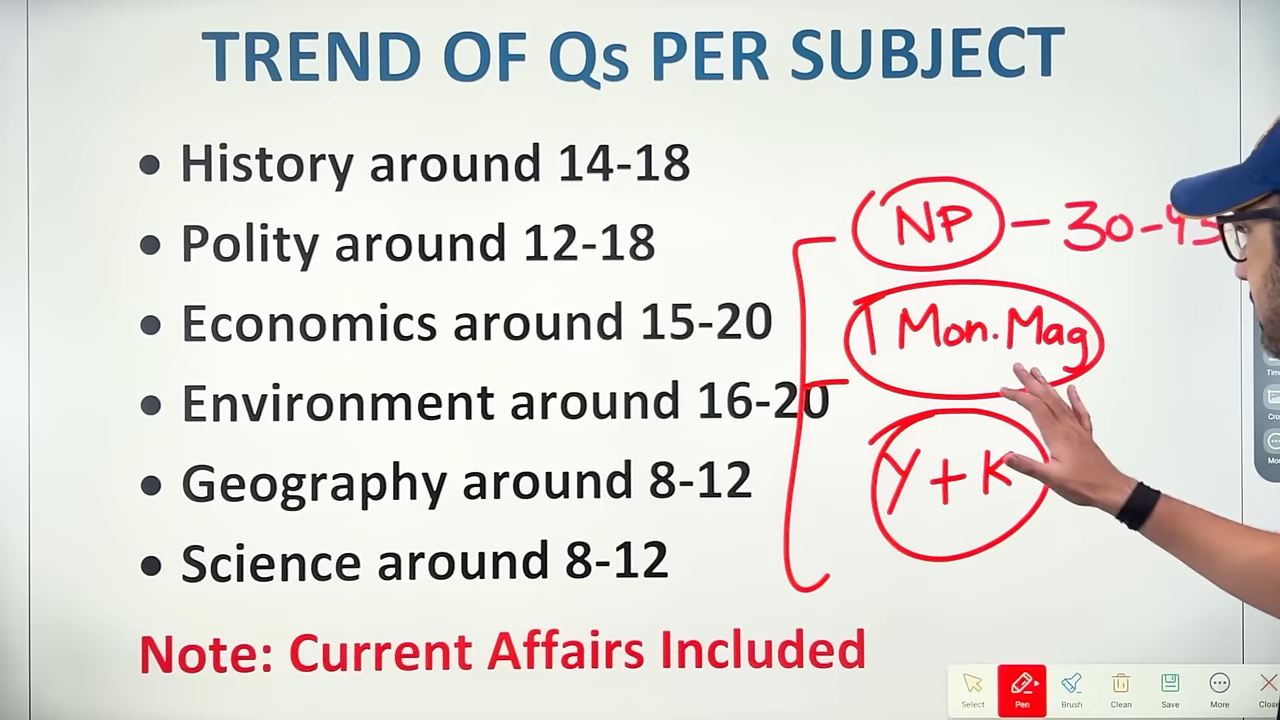 TREND OF Qs PER SUBJECT
• History around 14-18
• Polity around 12-18
• Economics around 15-20
• Environment around 16-20
• Geography around 8-12
• Science around 8-12
Note: Current Affairs Included
NP - 30-45
1 Mon. Mag
Y + K
Select
Pen
Brush
Clean
Save
More